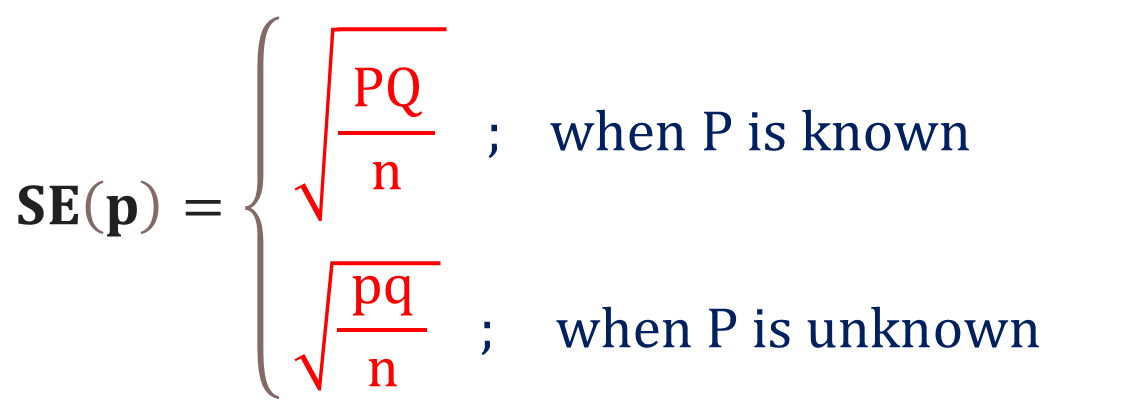 SE(p) = { √(PQ/n) ; when P is known
√(pq/n) ; when P is unknown